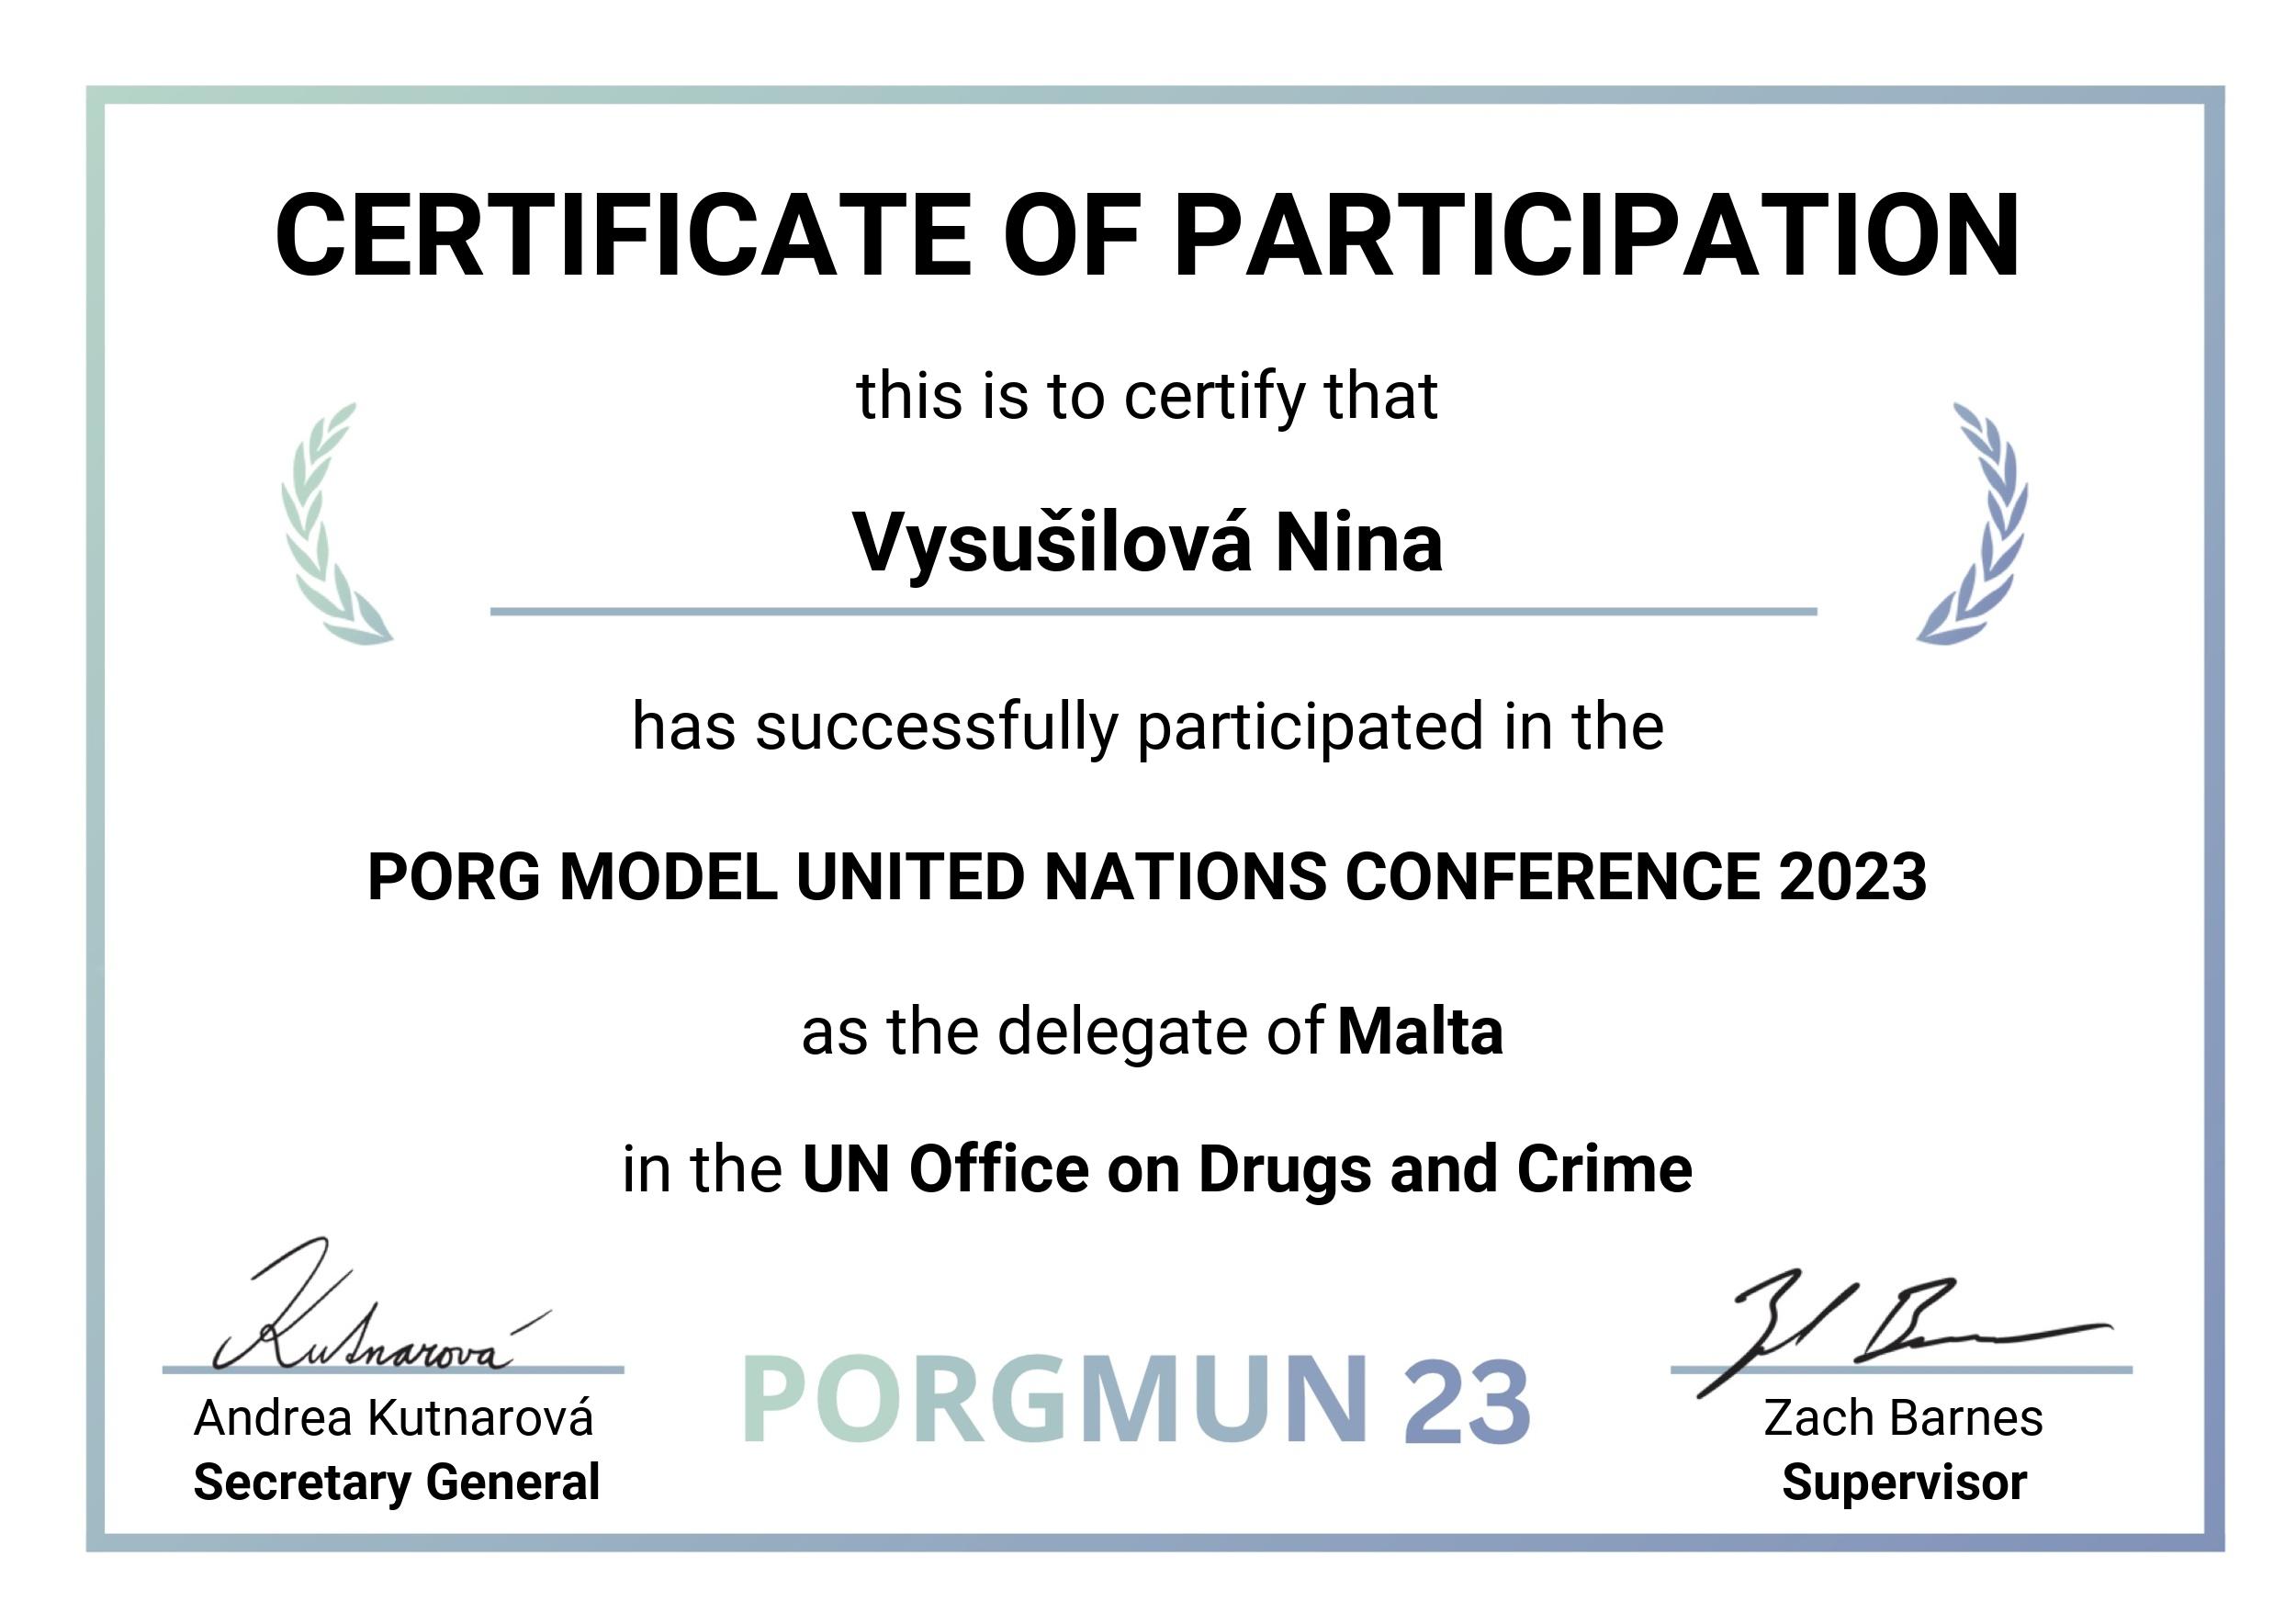 CERTIFICATE OF PARTICIPATION
this is to certify that
Vysušilová Nina
has successfully participated in the
PORG MODEL UNITED NATIONS CONFERENCE 2023
as the delegate of Malta
in the UN Office on Drugs and Crime
Kutnarová
Andrea Kutnarová
Secretary General
PORGMUN 23
Zach Barnes
Supervisor